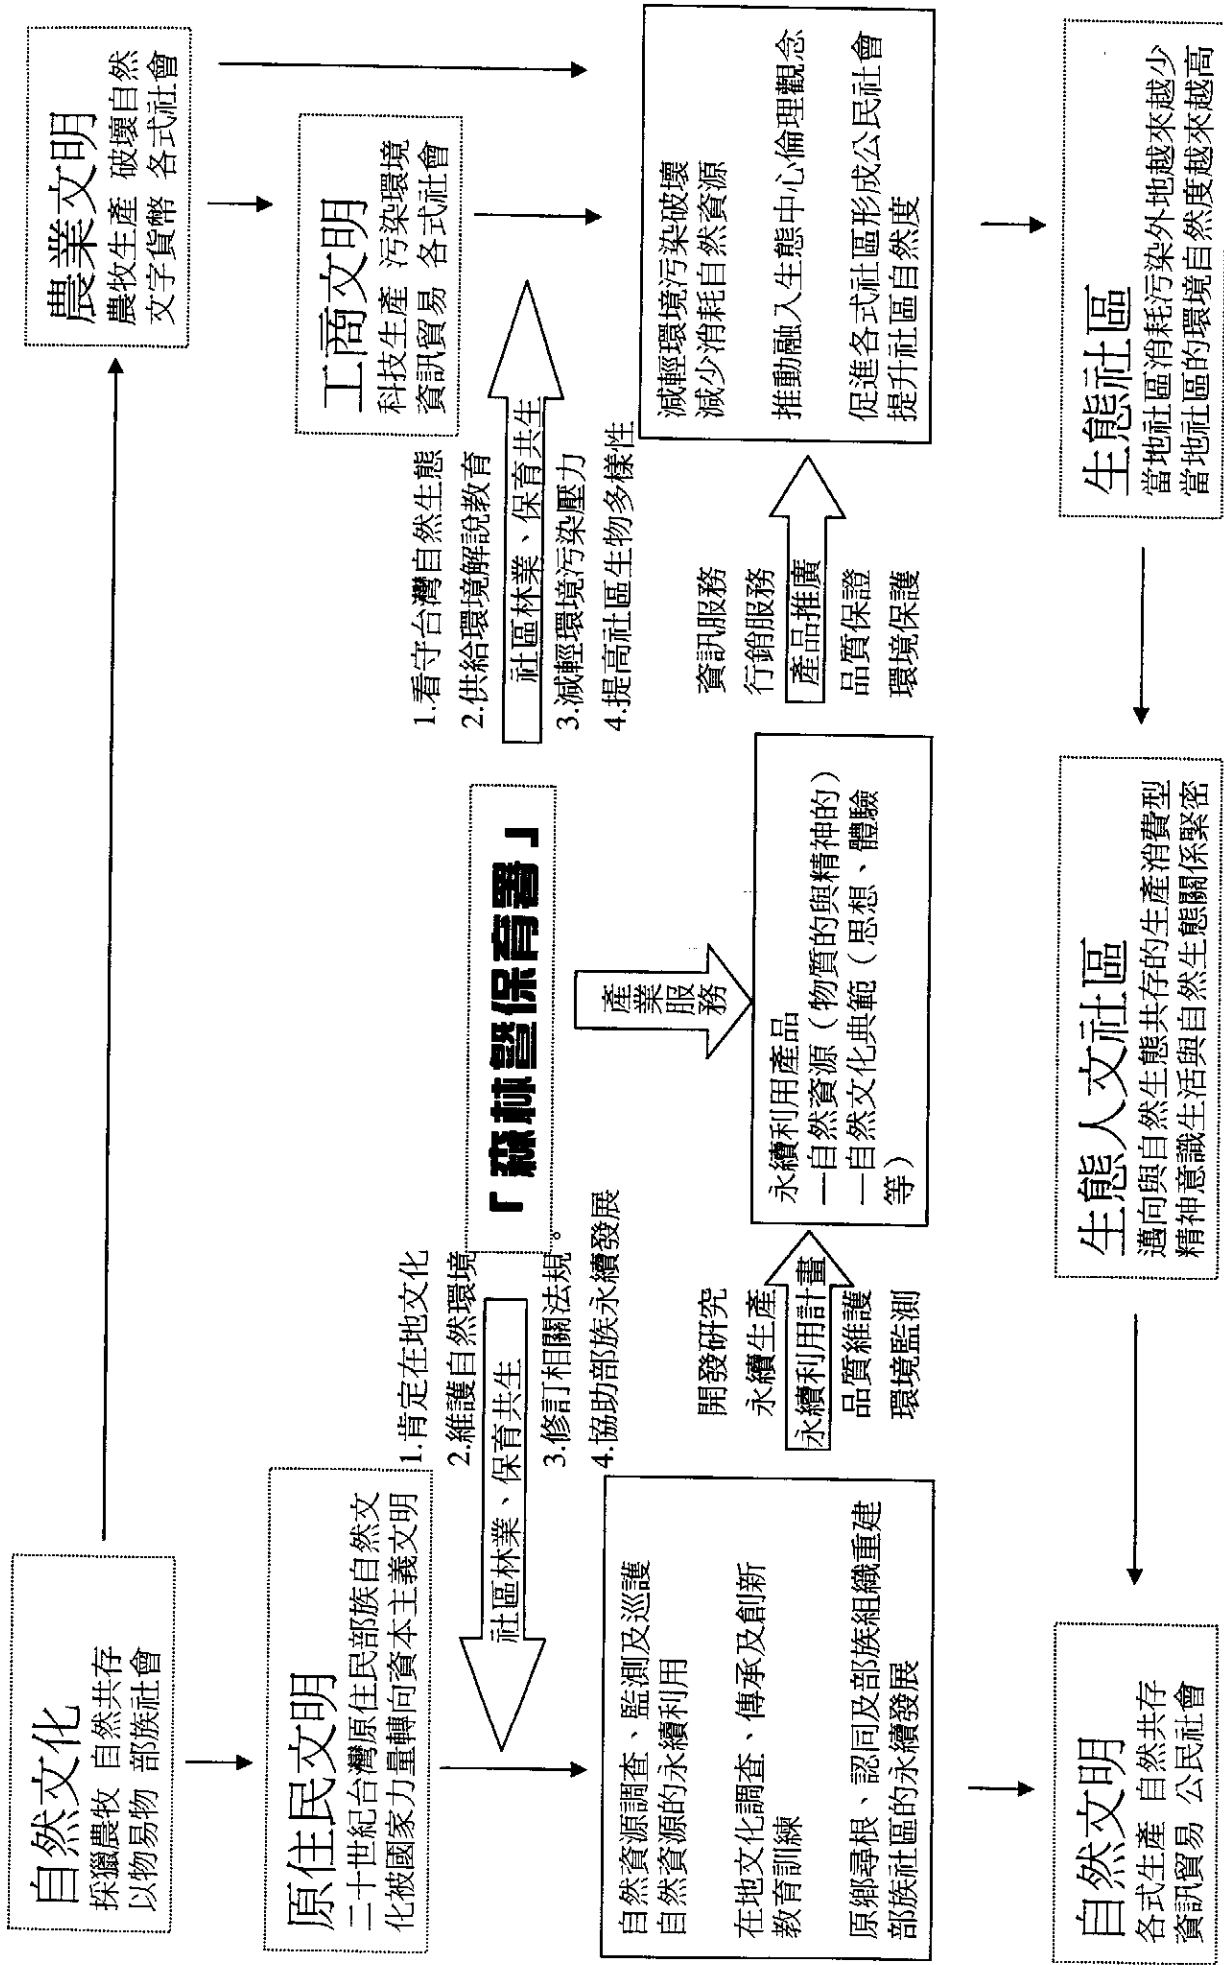 自然文化
採獵農牧 自然共存
以物易物 部族社會
農業文明
農牧生產 破壞自然
文字貨幣 各式社會
原住民文明
二十世紀台灣原住民部族自然文
化被國家力量轉向資本主義文明
工商文明
科技生產 污染環境
資訊貿易 各式社會
1.肯定在地文化
2.維護自然環境
社區林業、保育共生
3.修訂相關法規。
4.協助部族永續發展
「森林暨保育署」
1.看守台灣自然生態
2.供給環境解說教育
社區林業、保育共生
3.減輕環境污染壓力
4.提高社區生物多樣性
產業服務
自然資源調查、監測及巡護
自然資源的永續利用
在地文化調查、傳承及創新
教育訓練
原鄉尋根、認同及部族組織重建
部族社區的永續發展
開發研究
永續生產
永續利用計畫
品質維護
環境監測
永續利用產品
—自然資源（物質的與精神的）
—自然文化典範（思想、體驗
等）
資訊服務
行銷服務
產品推廣
品質保證
環境保護
減輕環境污染破壞
減少消耗自然資源
推動融入生態中心倫理觀念
促進各式社區形成公民社會
提升社區自然度
自然文明
各式生產 自然共存
資訊貿易 公民社會
生態人文社區
邁向與自然生態共存的生產消費型
精神意識生活與自然生態關係緊密
生態社區
當地社區消耗污染外地越來越少
當地社區的環境自然度越來越高